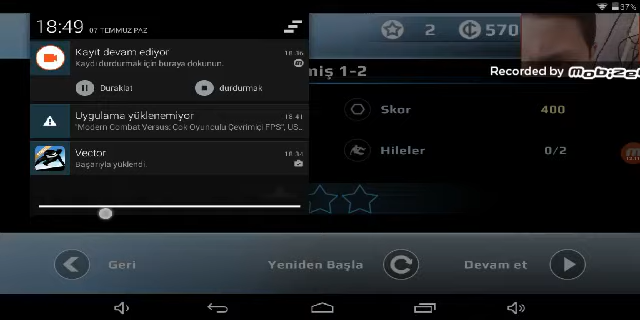 37%
18:49 07 TEMMUZ PAZ
2 570
Kayıt devam ediyor 18:36
Kaydı durdurmak için buraya dokunun.
Duraklat durdurmak
Recorded by mobizen
miş 1-2
Uygulama yüklenemiyor 18:41
"Modern Combat Versus: Çok Oyunculu Çevrimiçi FPS", US...
Skor 400
Vector 18:34
Başarıyla yüklendi.
Hileler 0/2
Geri Yeniden Başla Devam et